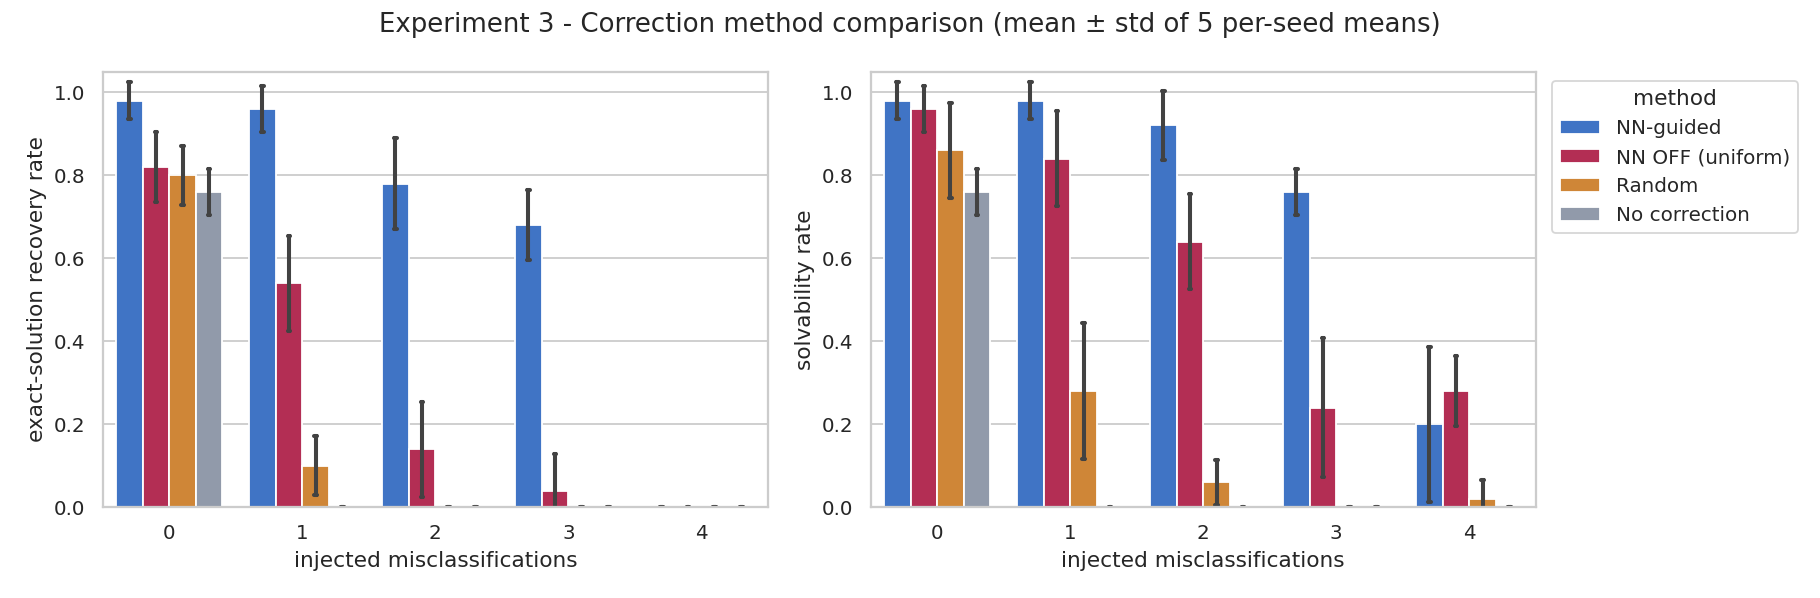 Experiment 3 - Correction method comparison (mean ± std of 5 per-seed means)
exact-solution recovery rate
1.0
0.8
0.6
0.4
0.2
0.0
0 1 2 3 4
injected misclassifications
solvability rate
1.0
0.8
0.6
0.4
0.2
0.0
0 1 2 3 4
injected misclassifications
method
NN-guided
NN OFF (uniform)
Random
No correction